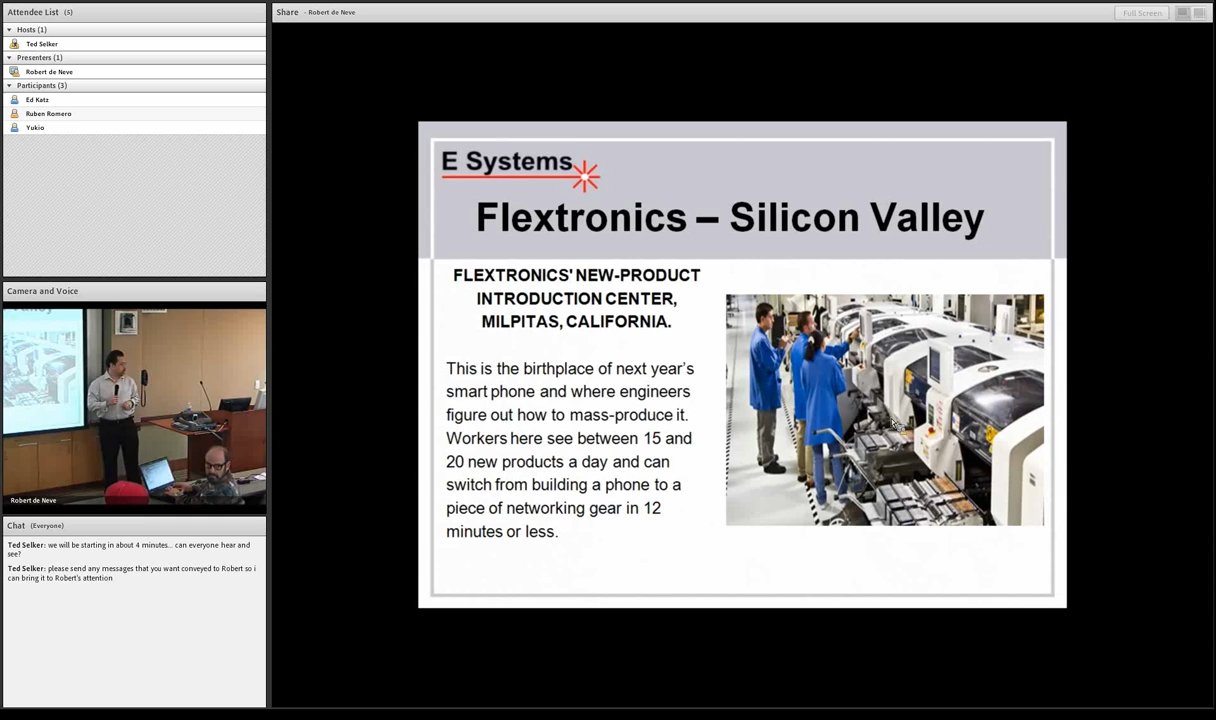 Attendee List (5)
Hosts (1)
Ted Selker
Presenters (1)
Robert de Neve
Participants (3)
Ed Katz
Ruben Romero
Yukio
Camera and Voice
Robert de Neve
Chat (Everyone)
Ted Selker: we will be starting in about 4 minutes... can everyone hear and
see?
Ted Selker: please send any messages that you want conveyed to Robert so i
can bring it to Robert's attention
Share - Robert de Neve
Full Screen
E Systems
Flextronics – Silicon Valley
FLEXTRONICS' NEW-PRODUCT
INTRODUCTION CENTER,
MILPITAS, CALIFORNIA.
This is the birthplace of next year's
smart phone and where engineers
figure out how to mass-produce it.
Workers here see between 15 and
20 new products a day and can
switch from building a phone to a
piece of networking gear in 12
minutes or less.